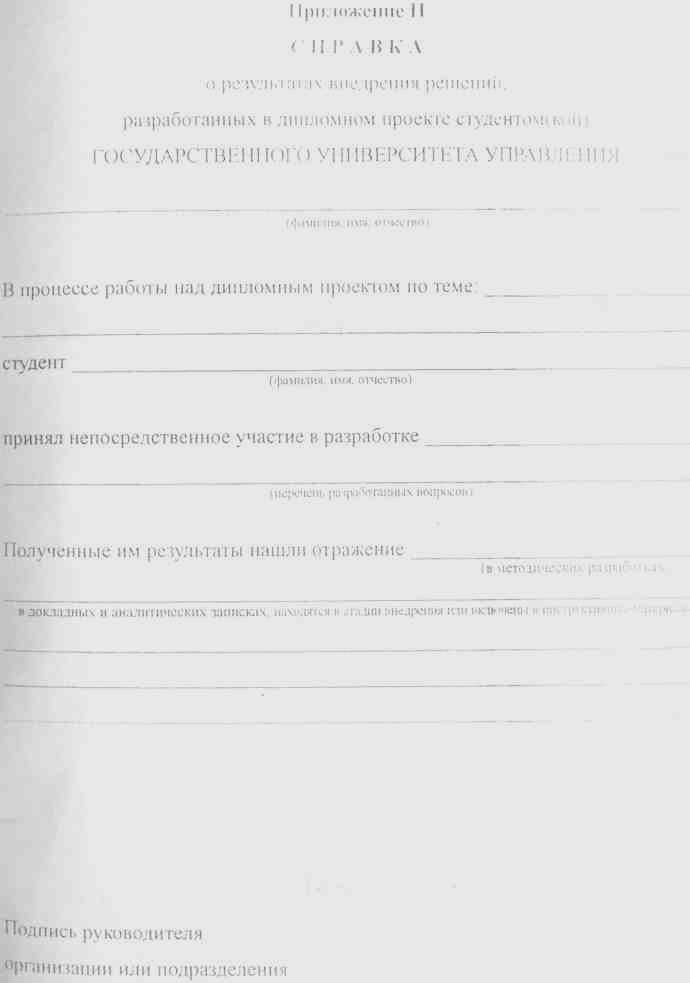 Приложение П
СПРАВКА
о результатах внедрения решений,
разработанных в дипломном проекте студентом(кой)
ГОСУДАРСТВЕННОГО УНИВЕРСИТЕТА УПРАВЛЕНИЯ
(фамилия, имя, отчество)
В процессе работы над дипломным проектом по теме:
студент
(фамилия, имя, отчество)
принял непосредственное участие в разработке
(перечень разработанных вопросов)
Полученные им результаты нашли отражение
(в методических разработках,
в докладных и аналитических записках, находятся в стадии внедрения или включены в инструктивные
Подпись руководителя
организации или подразделения